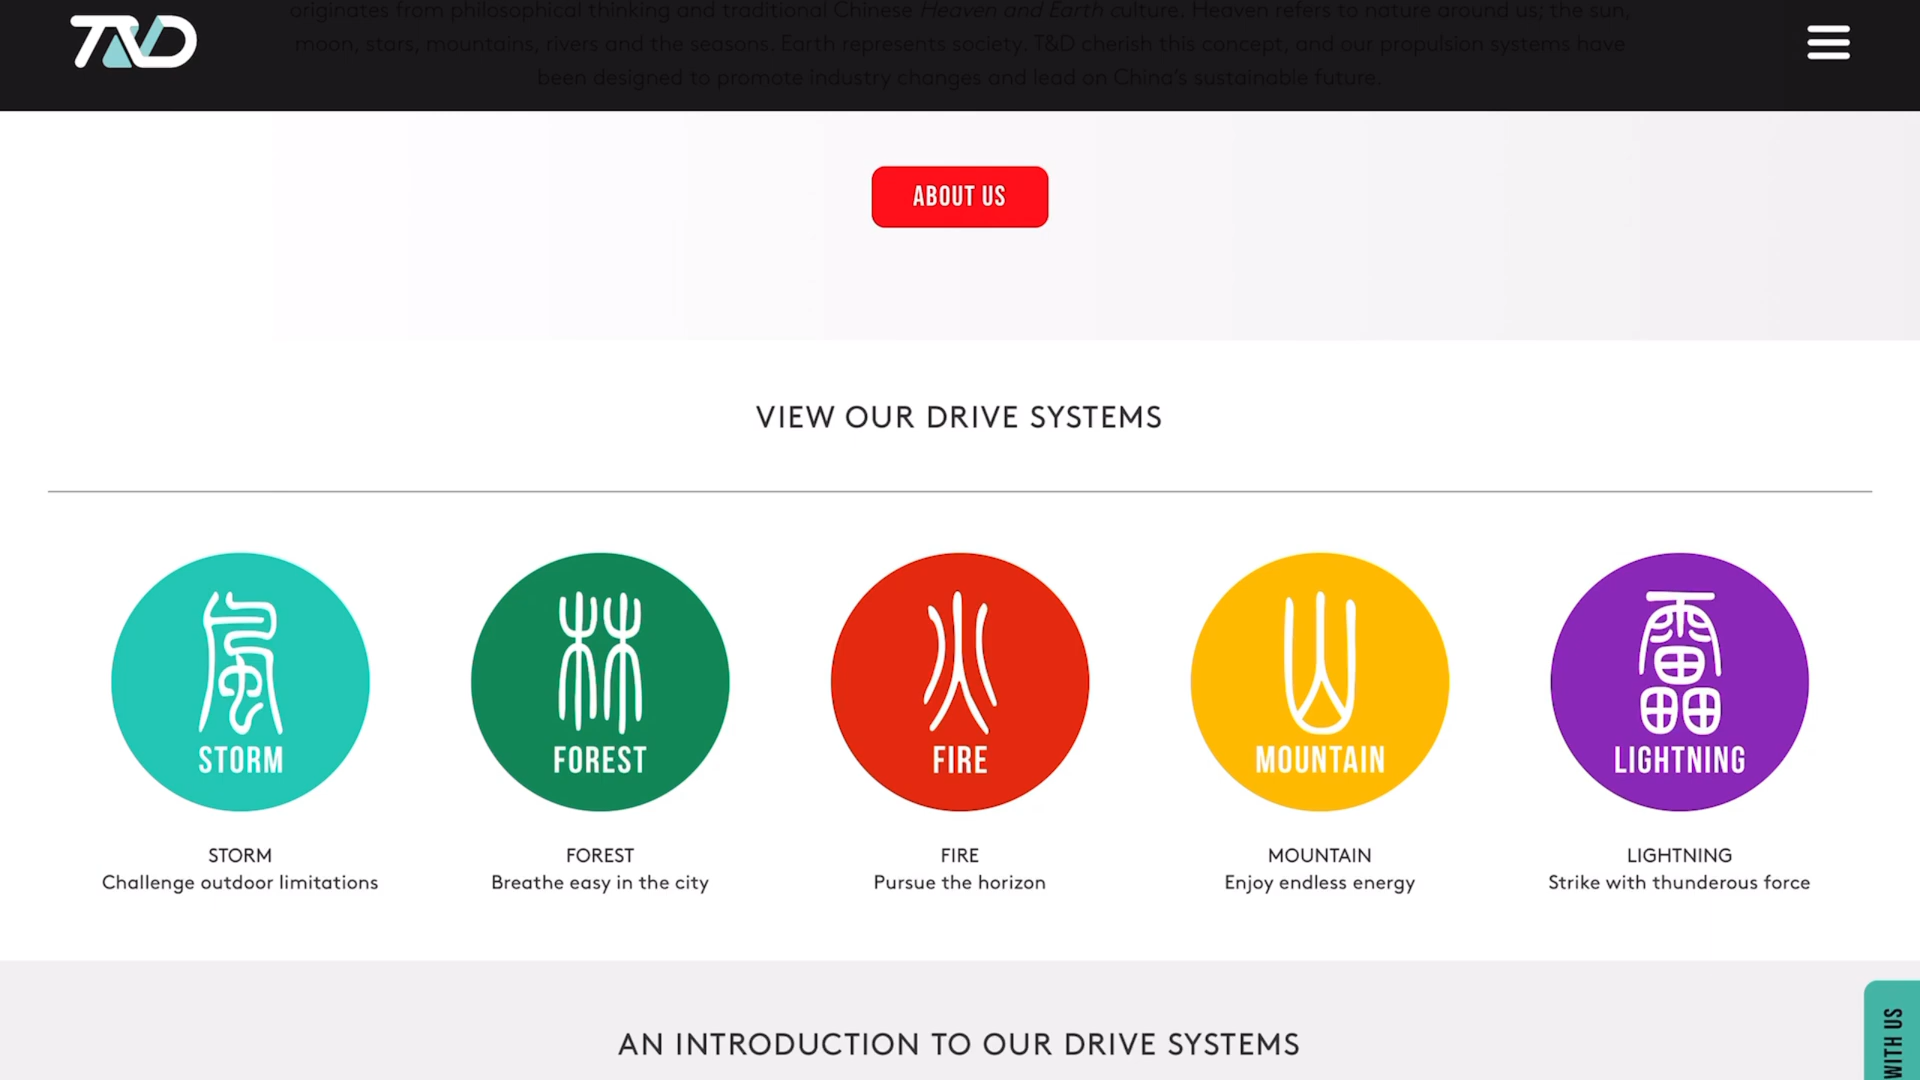 originates from philosophical thinking and traditional Chinese Heaven and Earth culture. Heaven refers to nature around us; the sun,
moon, stars, mountains, rivers and the seasons. Earth represents society. T&D cherish this concept, and our propulsion systems have
been designed to promote industry changes and lead on China's sustainable future.
T&D
ABOUT US
VIEW OUR DRIVE SYSTEMS
風 林 火 山 雷
STORM FOREST FIRE MOUNTAIN LIGHTNING
STORM FOREST FIRE MOUNTAIN LIGHTNING
Challenge outdoor limitations Breathe easy in the city Pursue the horizon Enjoy endless energy Strike with thunderous force
AN INTRODUCTION TO OUR DRIVE SYSTEMS
WITH US